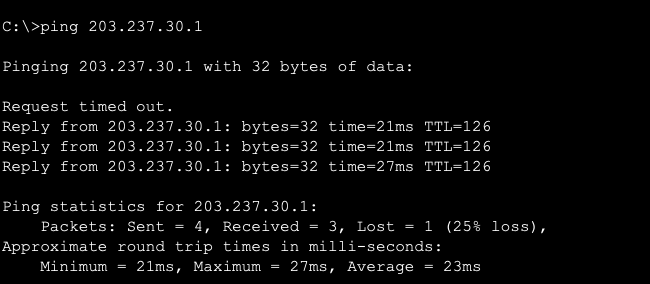 C:\>ping 203.237.30.1
Pinging 203.237.30.1 with 32 bytes of data:
Request timed out.
Reply from 203.237.30.1: bytes=32 time=21ms TTL=126
Reply from 203.237.30.1: bytes=32 time=21ms TTL=126
Reply from 203.237.30.1: bytes=32 time=27ms TTL=126
Ping statistics for 203.237.30.1:
    Packets: Sent = 4, Received = 3, Lost = 1 (25% loss),
Approximate round trip times in milli-seconds:
    Minimum = 21ms, Maximum = 27ms, Average = 23ms